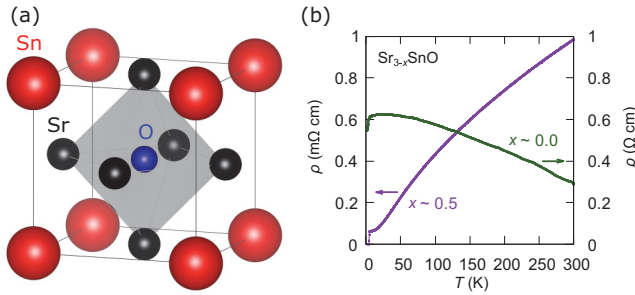 (a)
Sn
Sr
O
(b)
Sr3-xSnO
x ~ 0.0
x ~ 0.5
ρ (mΩ cm)
1
0.8
0.6
0.4
0.2
0
ρ (Ω cm)
1
0.8
0.6
0.4
0.2
0
0 50 100 150 200 250 300
T (K)